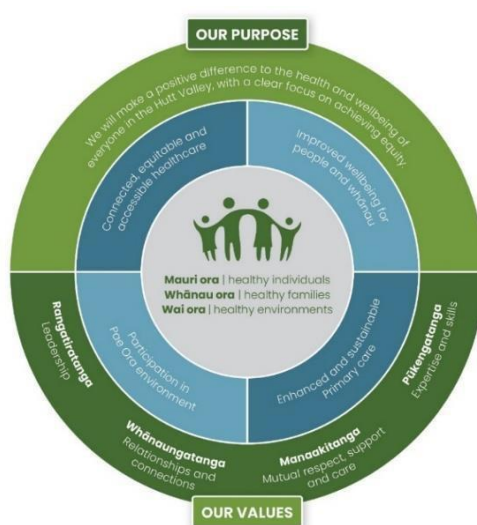 OUR PURPOSE
We will make a positive difference to the health and wellbeing of
everyone in the Hutt Valley, with a clear focus on achieving equity.
Connected, equitable and
accessible healthcare
Improved wellbeing for
people and whānau
Mauri ora | healthy individuals
Whānau ora | healthy families
Wai ora | healthy environments
Participation in
Pae Ora environment
Enhanced and sustainable
Primary care
Rangatiratanga
Leadership
Whānaungatanga
Relationships and
connections
Manaakitanga
Mutual respect, support
and care
Pūkengatanga
Expertise and skills
OUR VALUES